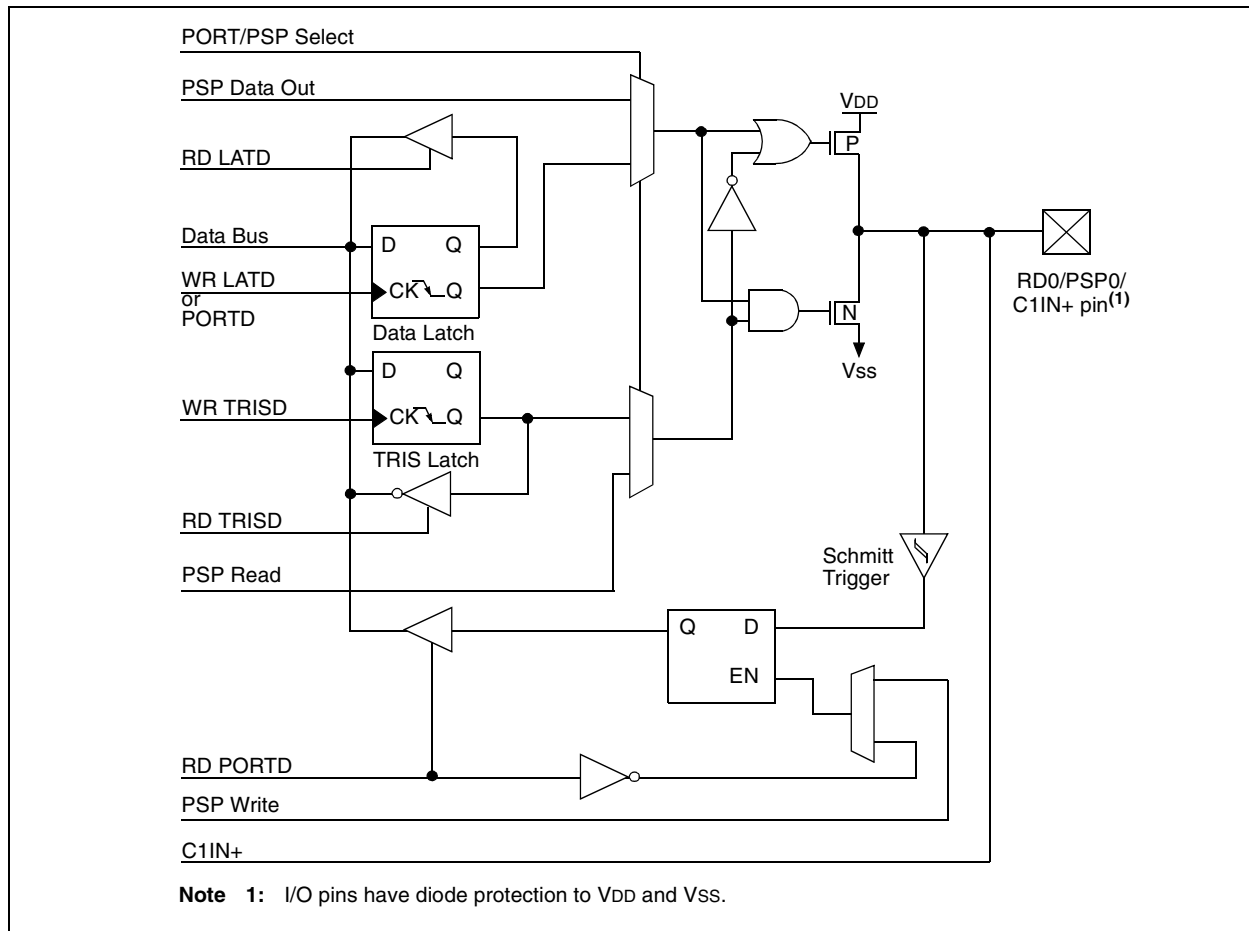 PORT/PSP Select
PSP Data Out
VDD
RD LATD
P
Data Bus
D Q
WR LATD
or
PORTD
CK Q
Data Latch
N
RD0/PSP0/
C1IN+ pin(1)
Vss
D Q
WR TRISD
CK Q
TRIS Latch
RD TRISD
Schmitt
Trigger
PSP Read
Q D
EN
RD PORTD
PSP Write
C1IN+
Note 1: I/O pins have diode protection to VDD and VSS.